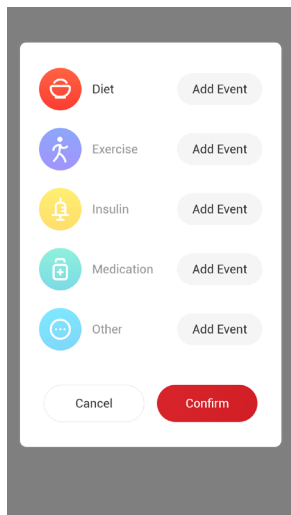 Diet Add Event
Exercise Add Event
Insulin Add Event
Medication Add Event
Other Add Event
Cancel Confirm